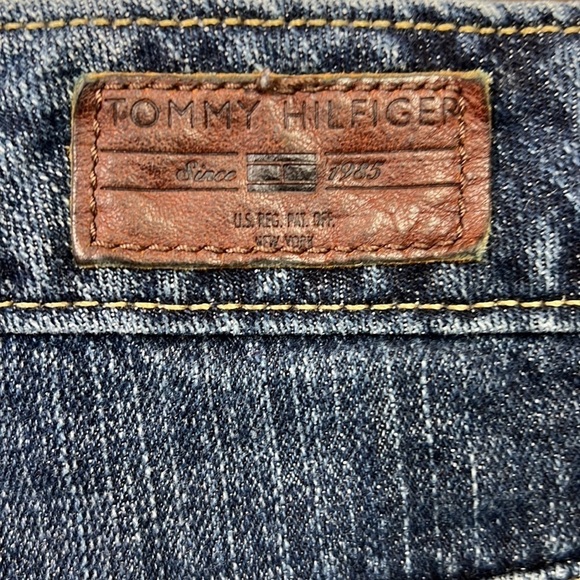 TOMMY HILFIGER
Since 1985
U.S. REG. PAT. OFF.
NEW YORK